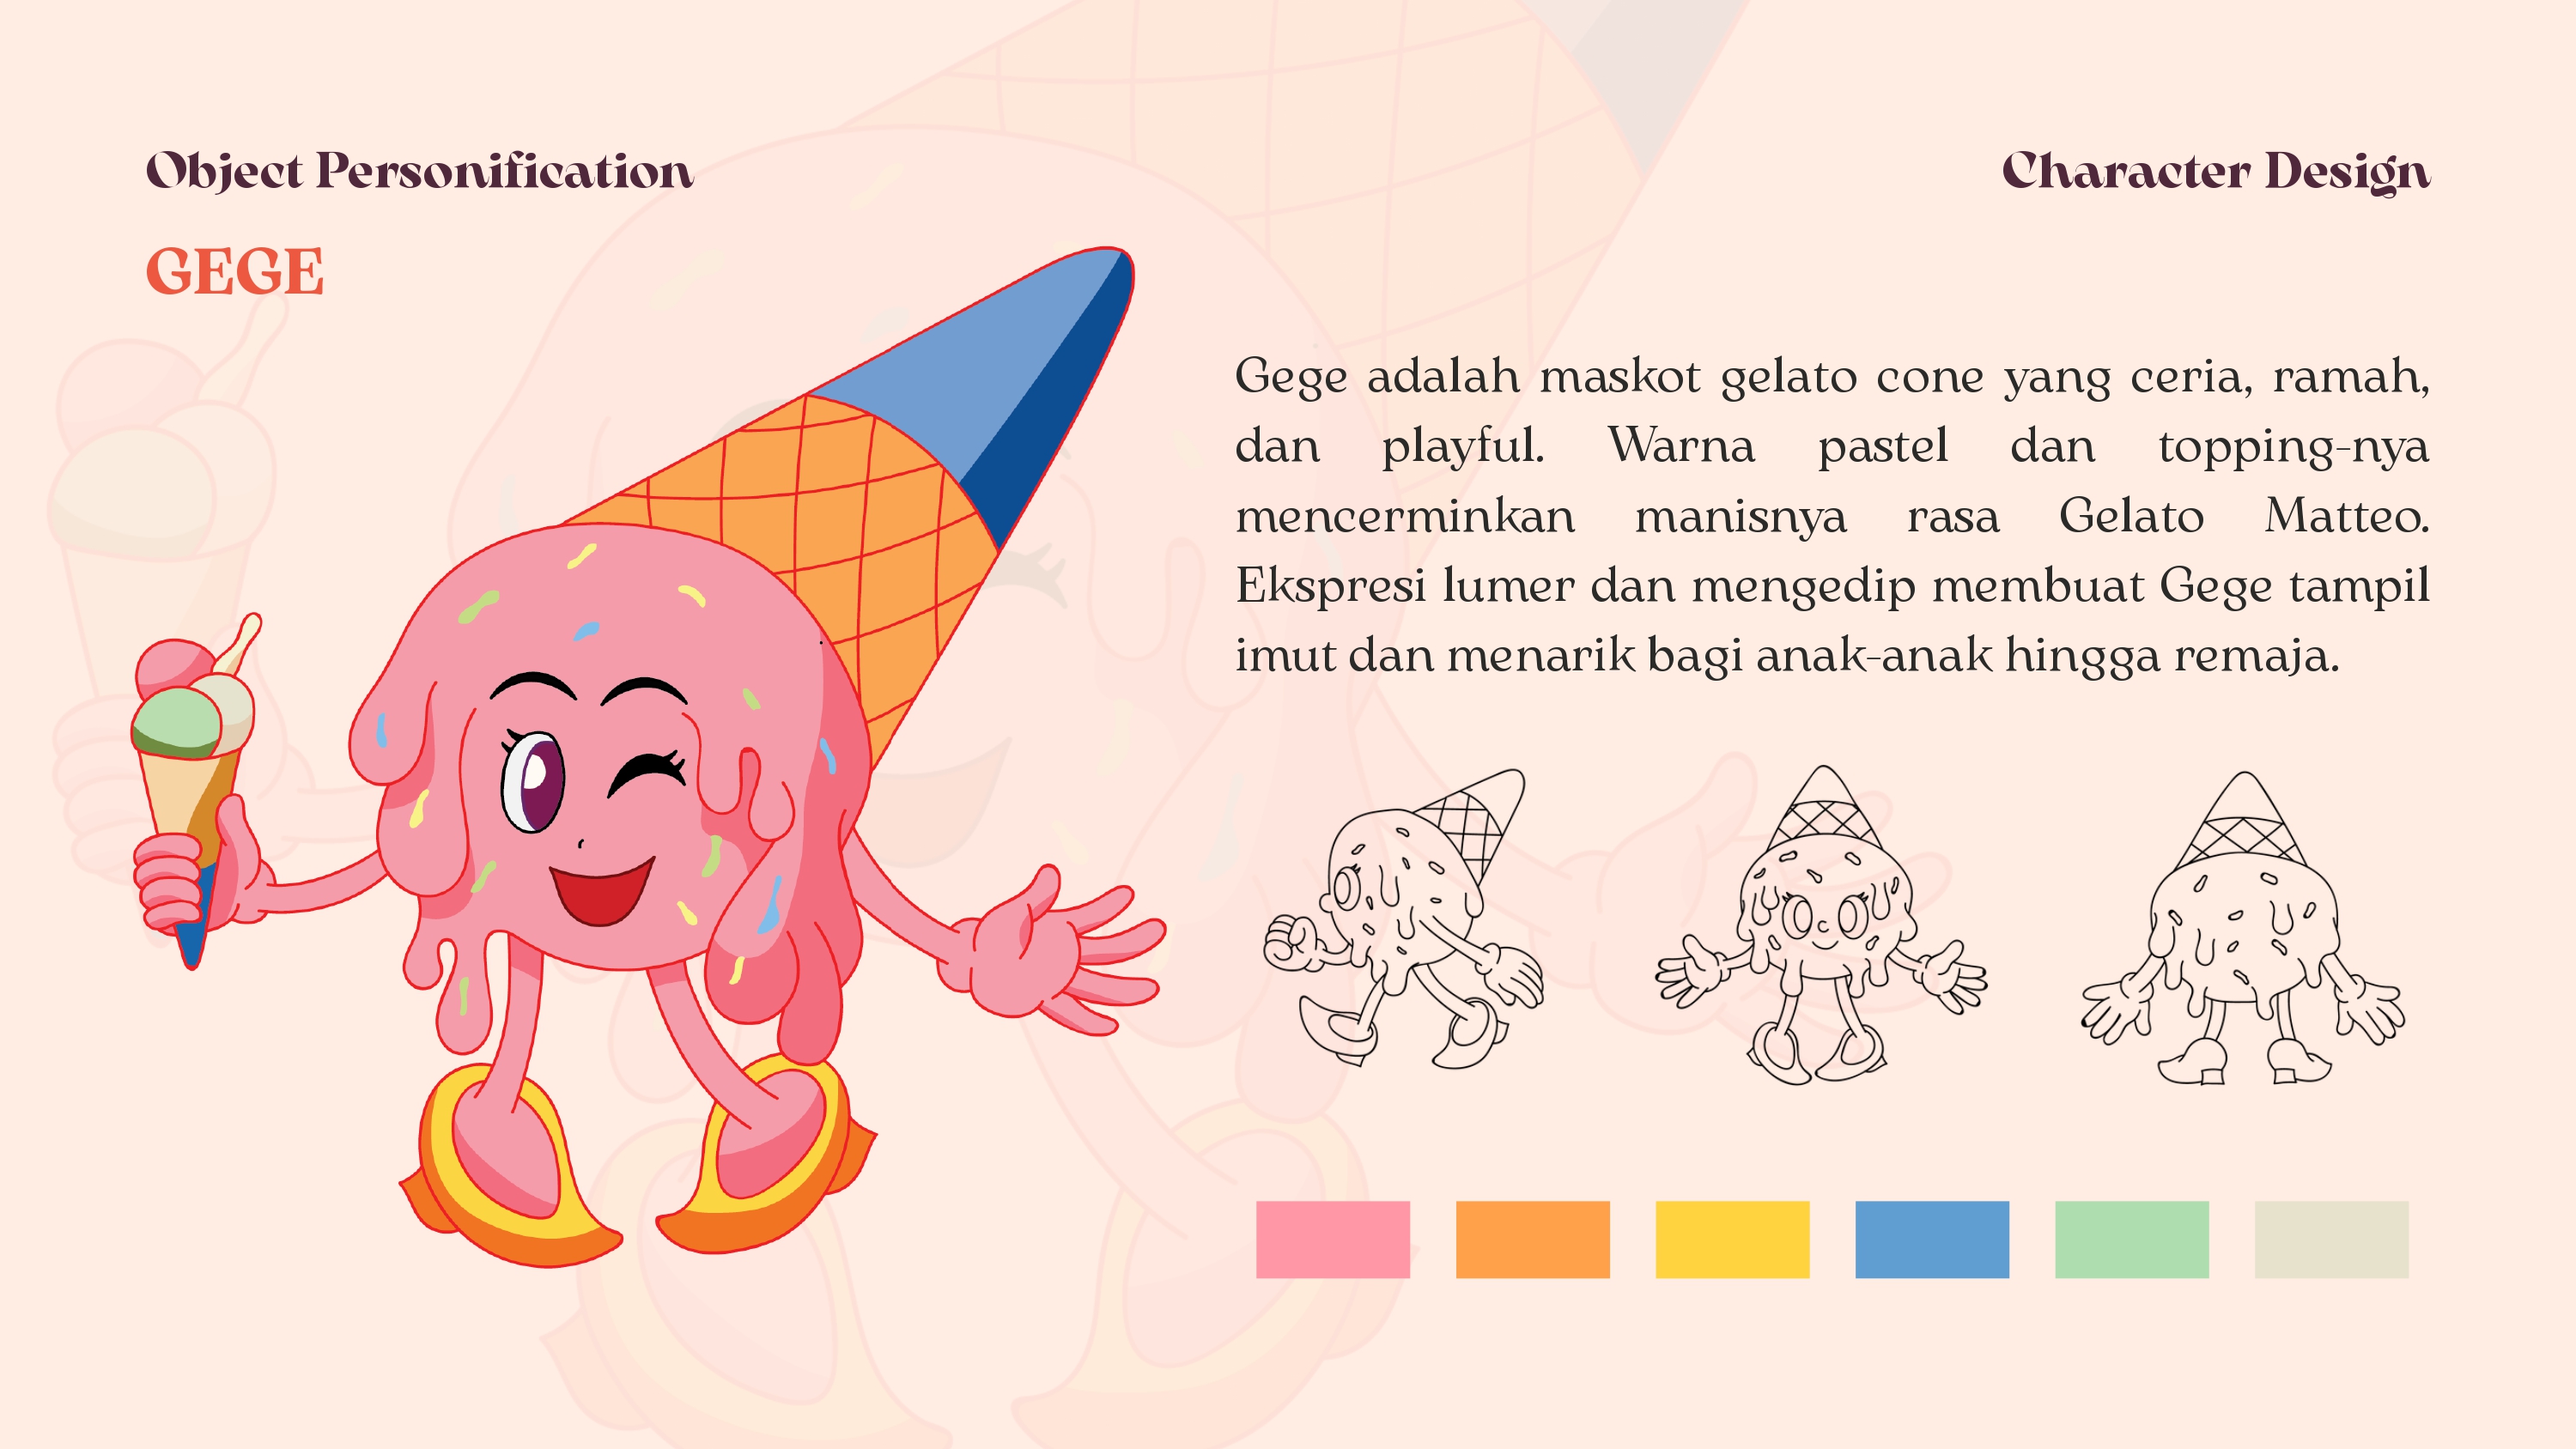 Object Personification
Character Design
GEGE
Gege adalah maskot gelato cone yang ceria, ramah,
dan playful. Warna pastel dan topping-nya
mencerminkan manisnya rasa Gelato Matteo.
Ekspresi lumer dan mengedip membuat Gege tampil
imut dan menarik bagi anak-anak hingga remaja.